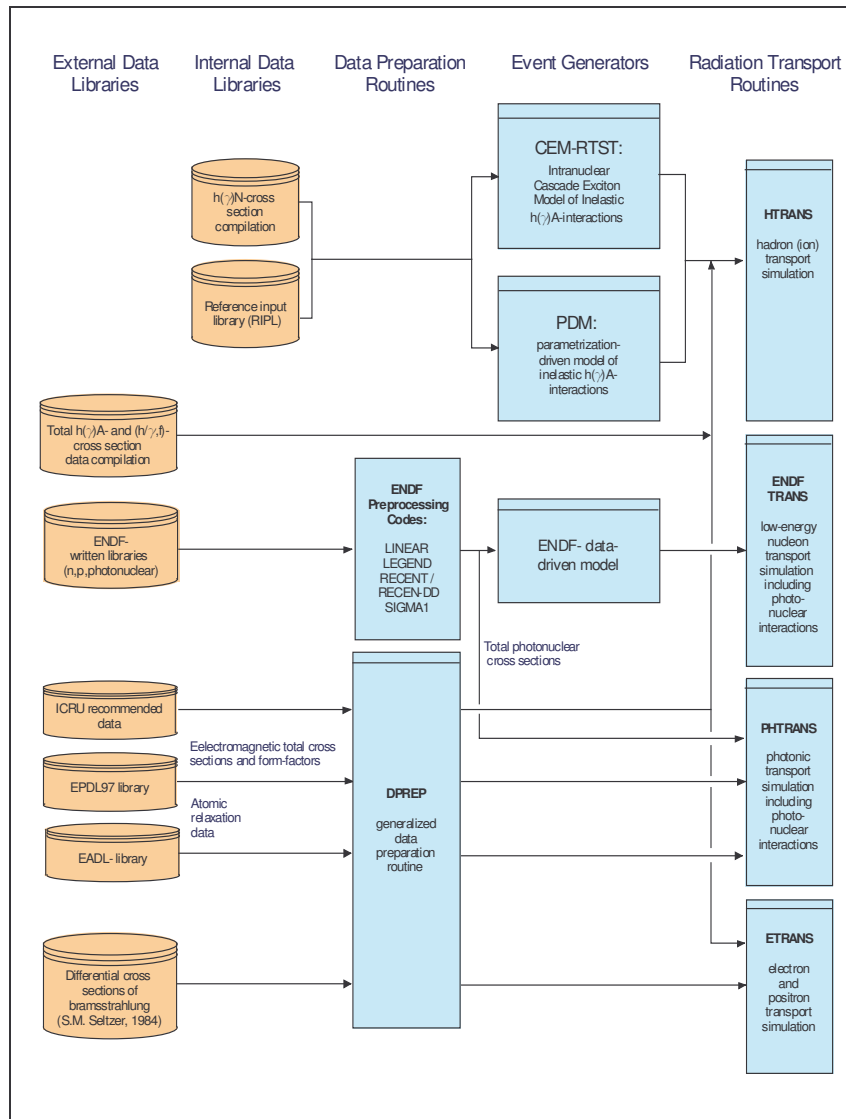 External Data
Libraries
Internal Data
Libraries
Data Preparation
Routines
Event Generators
Radiation Transport
Routines
h(γ)N-cross
section
compilation
Reference input
library (RIPL)
CEM-RTST:
Intranuclear
Cascade Exciton
Model of Inelastic
h(γ)A-interactions
PDM:
parametrization-
driven model of
inelastic h(γ)A-
interactions
HTRANS
hadron (ion)
transport
simulation
Total h(γ)A- and (h/γ,f)-
cross section
data compilation
ENDF-
written libraries
(n,p,photonuclear)
ENDF
Preprocessing
Codes:
LINEAR
LEGEND
RECENT /
RECEN-DD
SIGMA1
ENDF- data-
driven model
ENDF
TRANS
low-energy
nucleon
transport
simulation
including
photo-
nuclear
interactions
Total photonuclear
cross sections
ICRU recommended
data
Eelectromagnetic total cross
sections and form-factors
EPDL97 library
Atomic
relaxation
data
EADL- library
DPREP
generalized
data
preparation
routine
PHTRANS
photonic
transport
simulation
including
photo-
nuclear
interactions
Differential cross
sections of
bramsstrahlung
(S.M. Seltzer, 1984)
ETRANS
electron
and
positron
transport
simulation